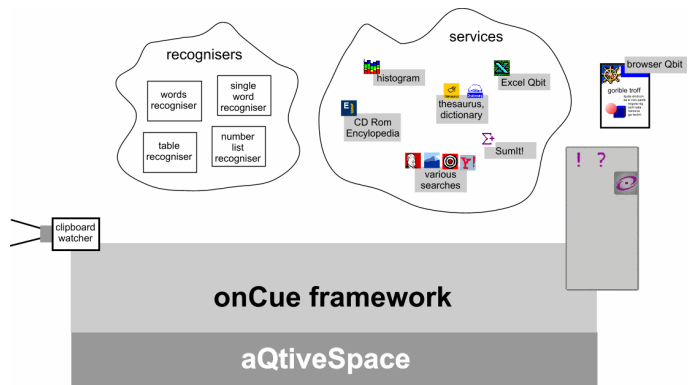 recognisers
words
recogniser
single
word
recogniser
table
recogniser
number
list
recogniser
services
histogram
Excel Qbit
thesaurus,
dictionary
CD Rom
Encylopedia
SumIt!
various
searches
browser Qbit
gorible troff
! ?
clipboard
watcher
onCue framework
aQtiveSpace